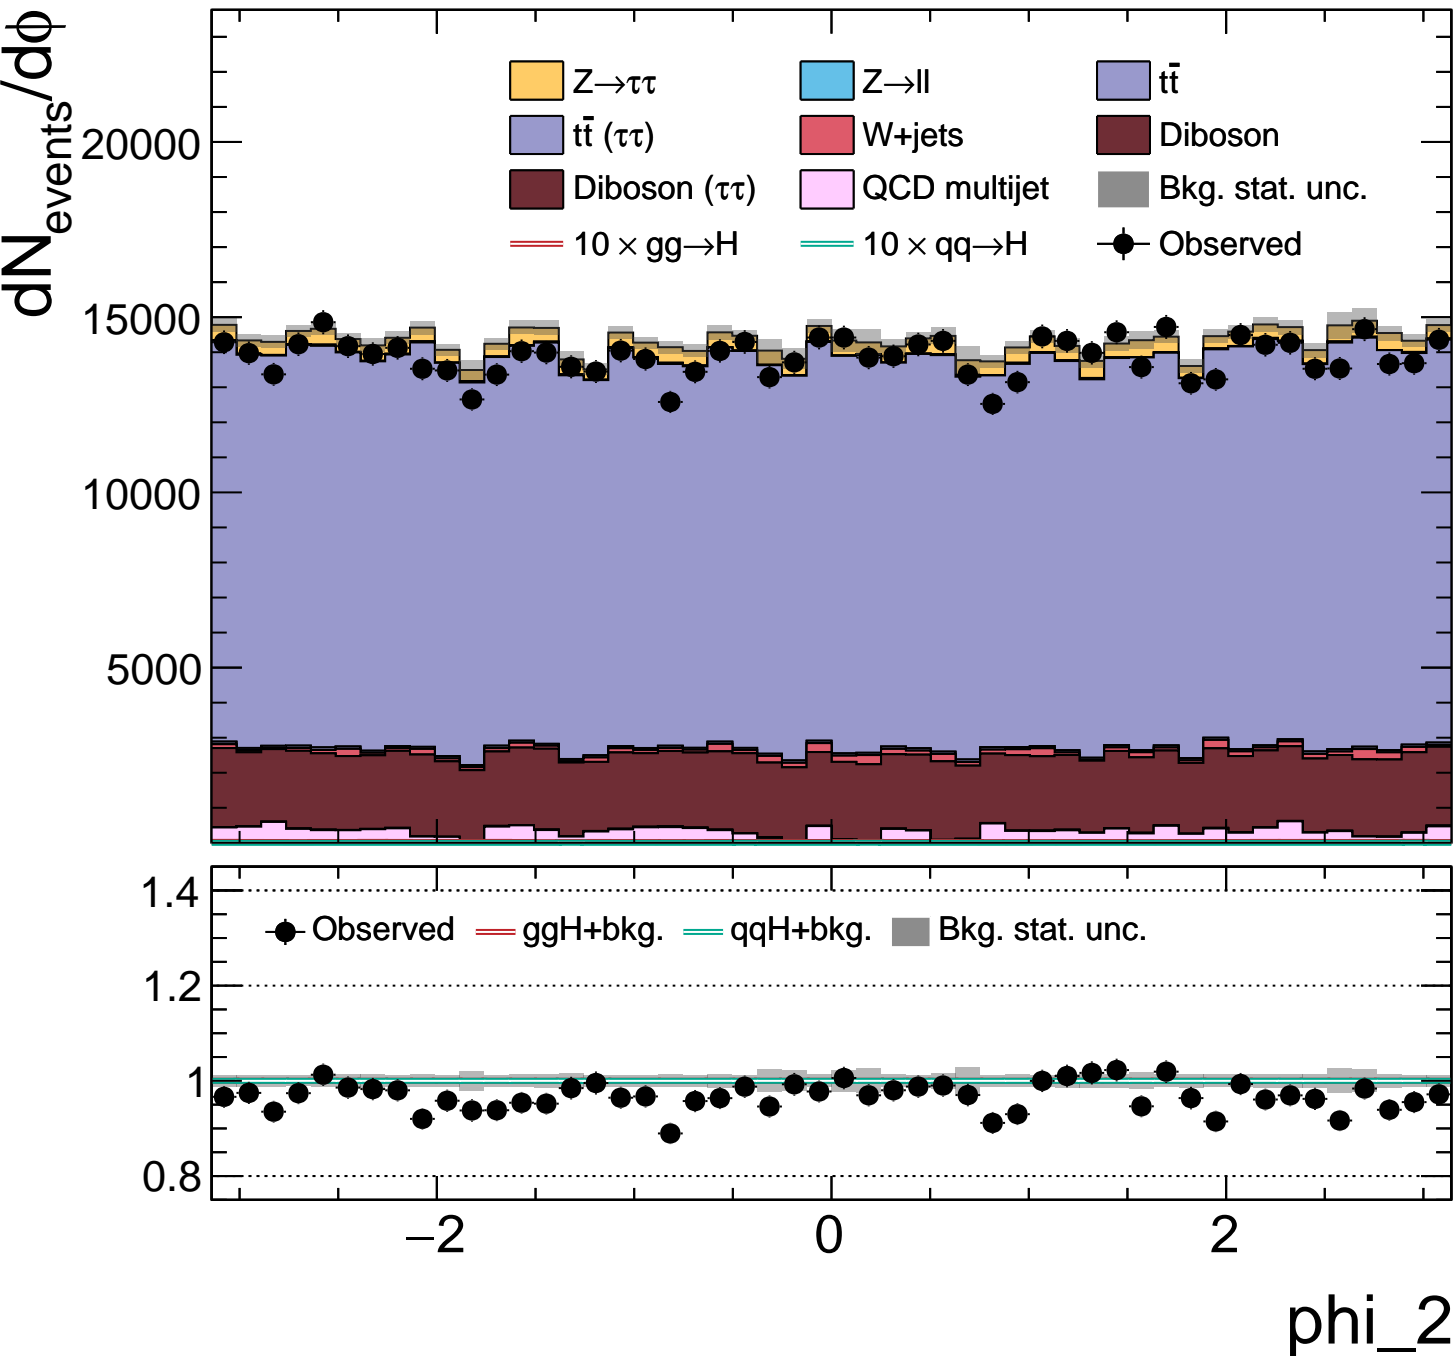 dN_events/dϕ
Z→ττ
Z→ll
tt̄
tt̄ (ττ)
W+jets
Diboson
Diboson (ττ)
QCD multijet
Bkg. stat. unc.
10 × gg→H
10 × qq→H
Observed
20000
15000
10000
5000
1.4
Observed
ggH+bkg.
qqH+bkg.
Bkg. stat. unc.
1.2
1
0.8
−2
0
2
phi_2